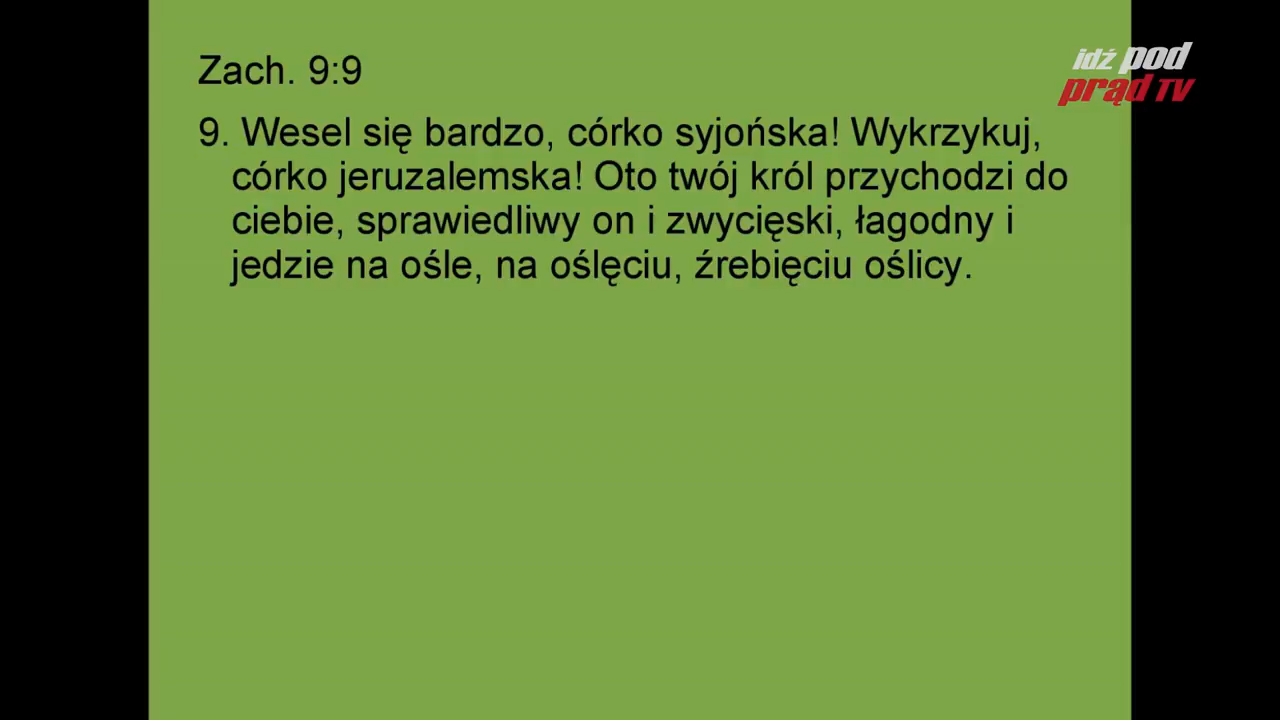 idź pod
prąd TV
Zach. 9:9
9. Wesel się bardzo, córko syjońska! Wykrzykuj,
córko jeruzalemska! Oto twój król przychodzi do
ciebie, sprawiedliwy on i zwycięski, łagodny i
jedzie na ośle, na oślęciu, źrebięciu oślicy.